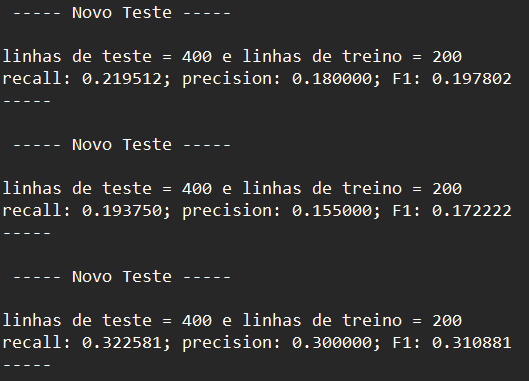 ----- Novo Teste -----
linhas de teste = 400 e linhas de treino = 200
recall: 0.219512; precision: 0.180000; F1: 0.197802
-----
----- Novo Teste -----
linhas de teste = 400 e linhas de treino = 200
recall: 0.193750; precision: 0.155000; F1: 0.172222
-----
----- Novo Teste -----
linhas de teste = 400 e linhas de treino = 200
recall: 0.322581; precision: 0.300000; F1: 0.310881
-----